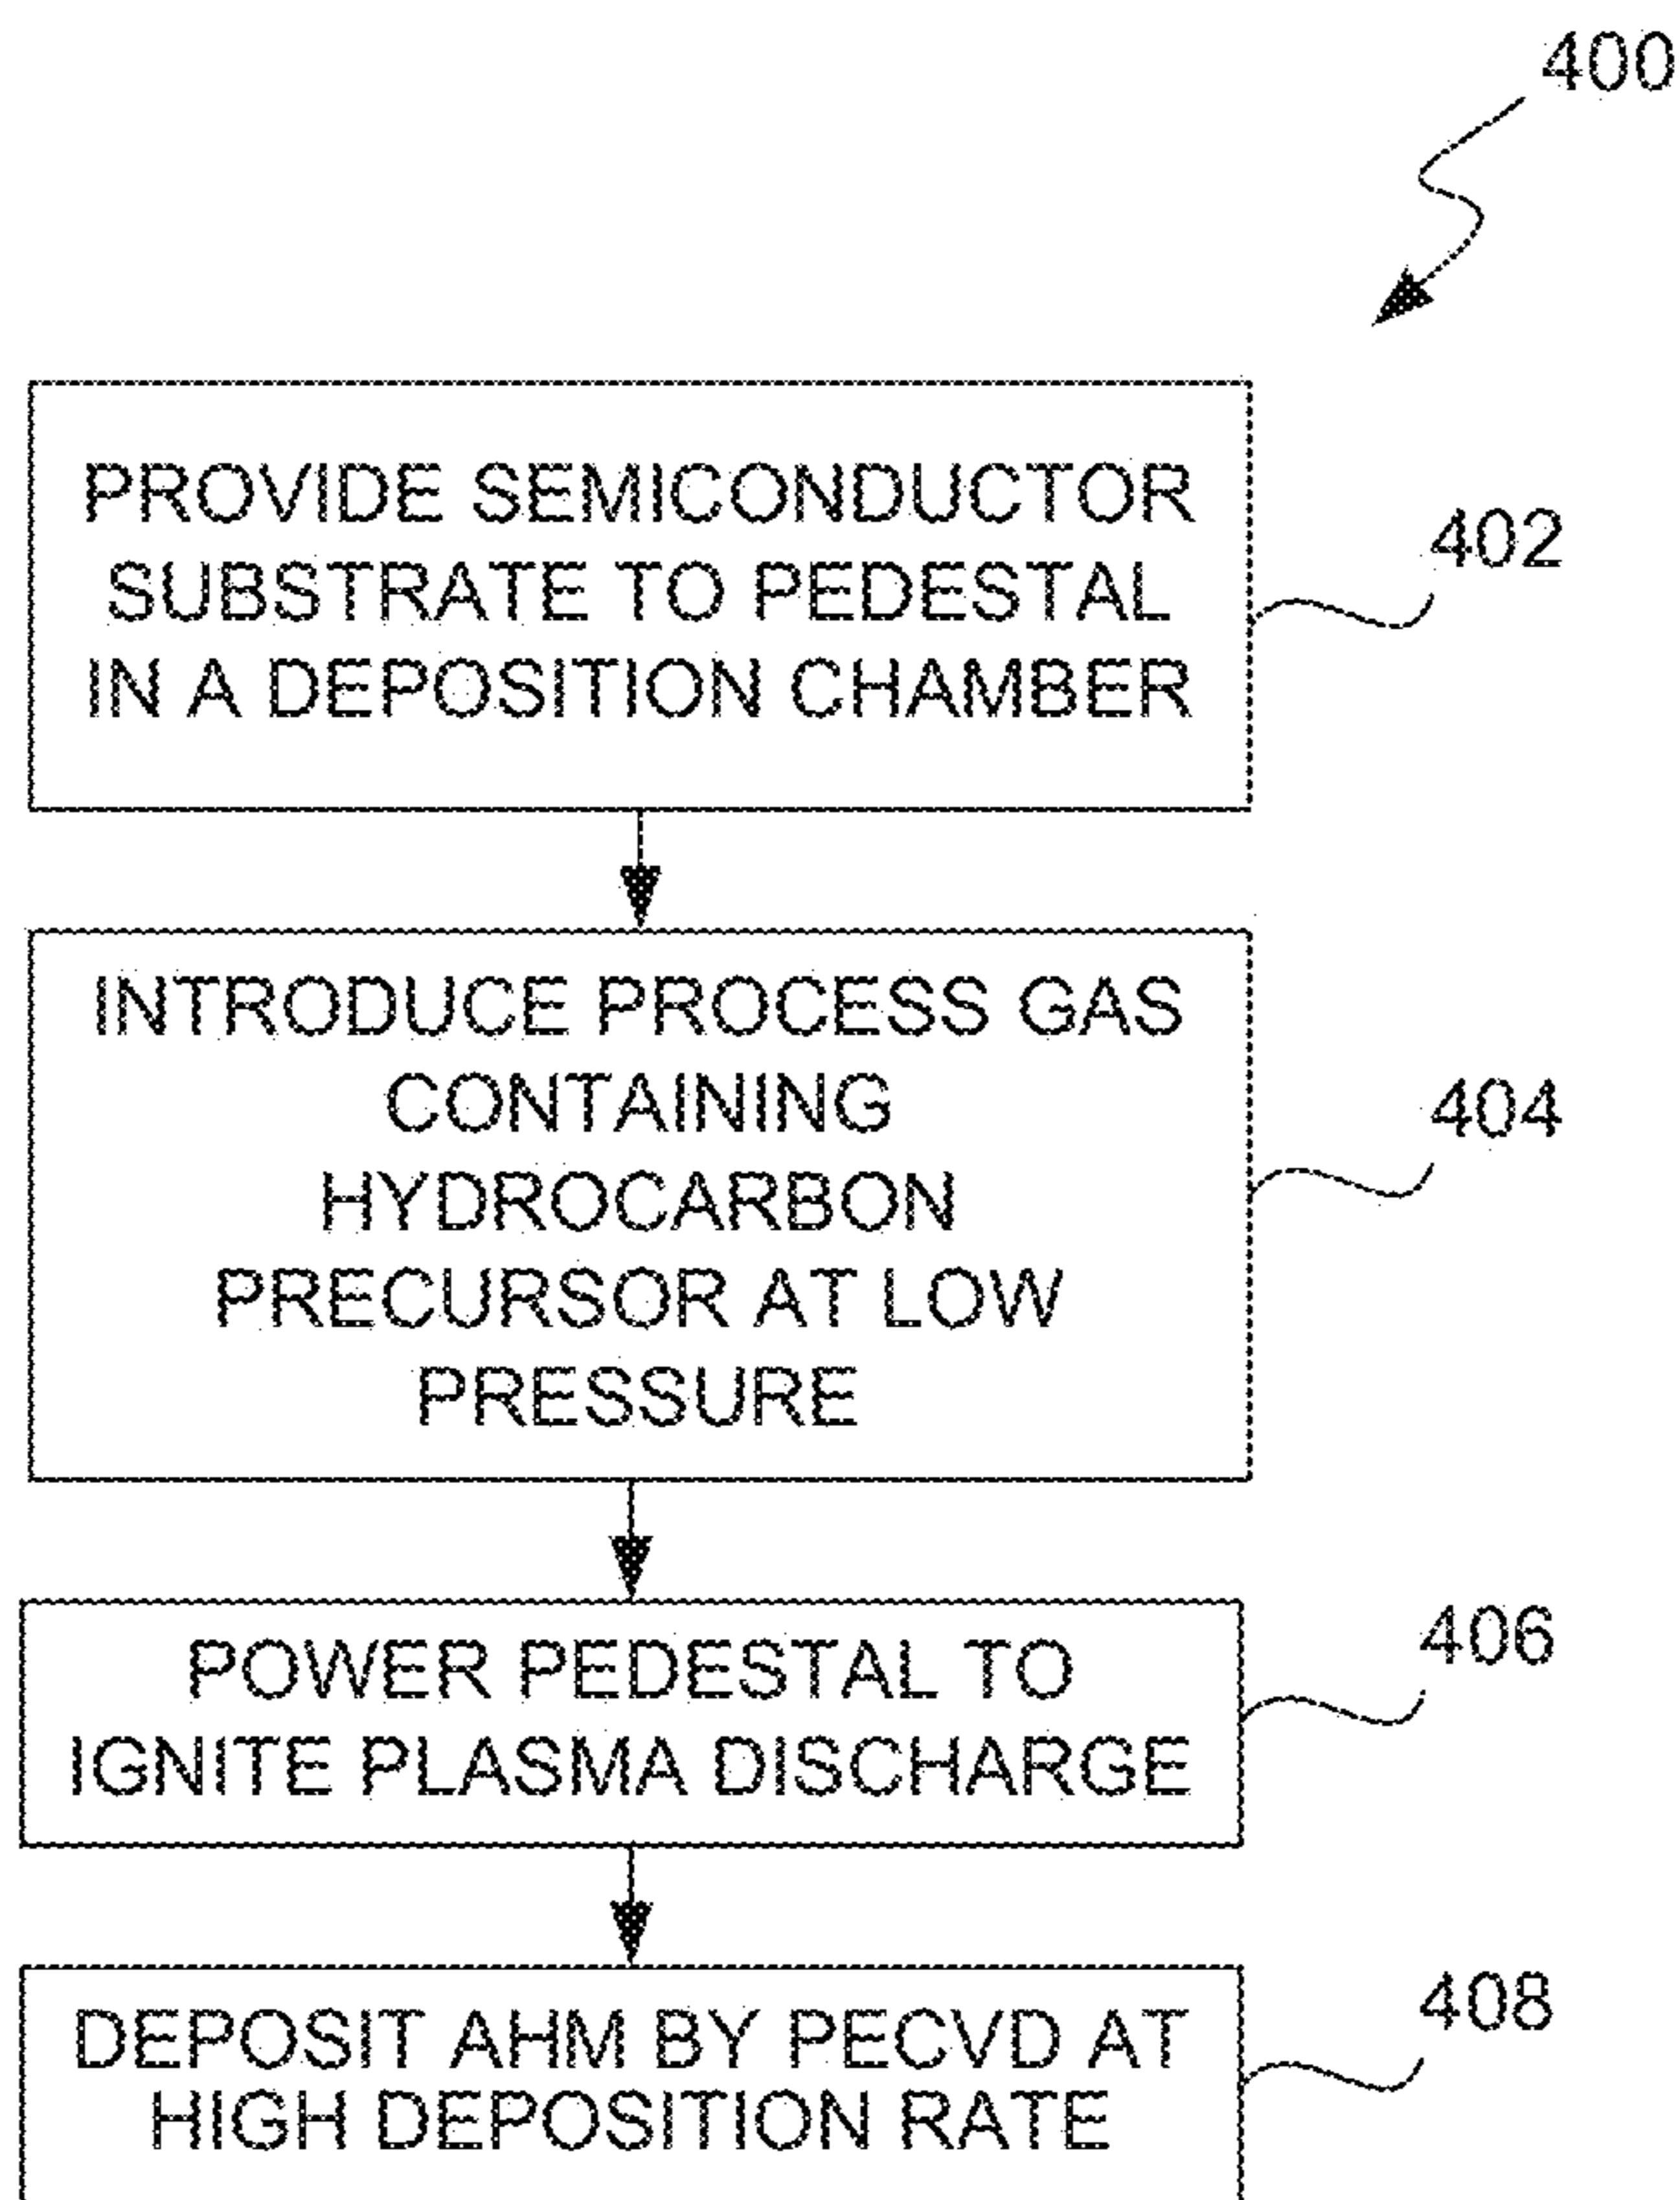 400
PROVIDE SEMICONDUCTOR
SUBSTRATE TO PEDESTAL
IN A DEPOSITION CHAMBER
402
INTRODUCE PROCESS GAS
CONTAINING
HYDROCARBON
PRECURSOR AT LOW
PRESSURE
404
POWER PEDESTAL TO
IGNITE PLASMA DISCHARGE
406
DEPOSIT AHM BY PECVD AT
HIGH DEPOSITION RATE
408